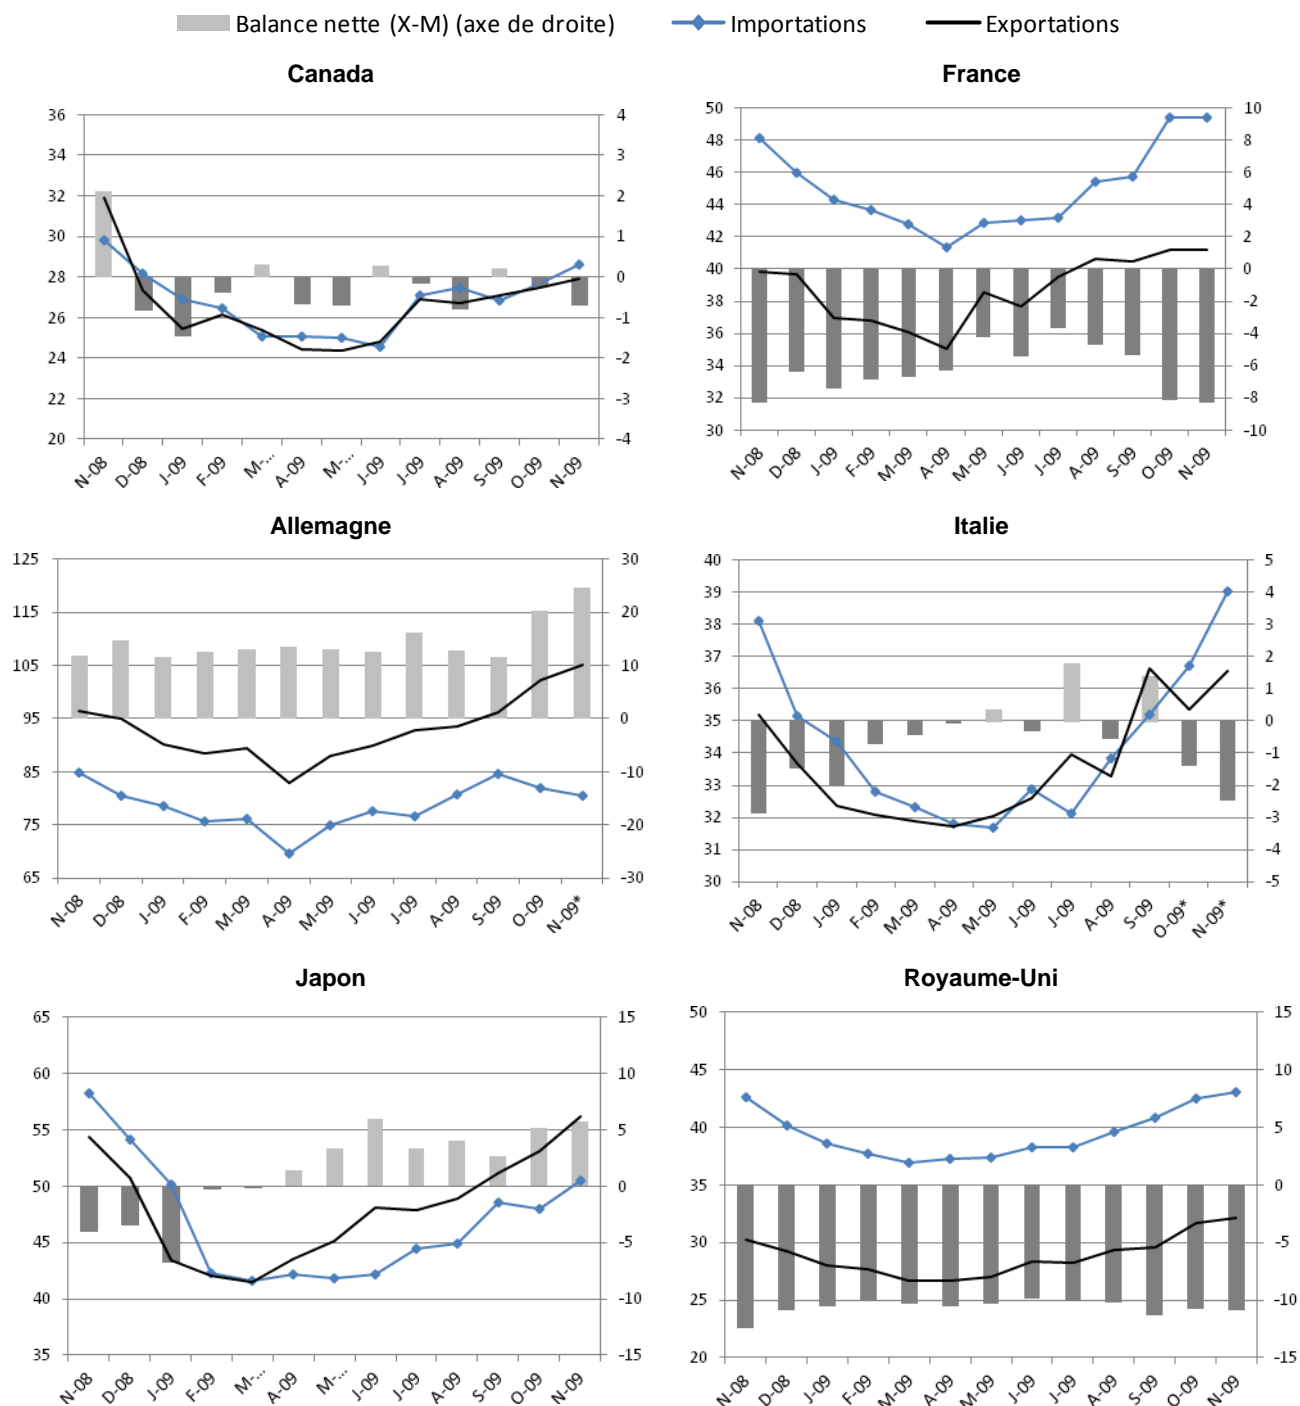 Balance nette (X-M) (axe de droite) Importations Exportations
Canada France
36 4 50 10
34 3 48 8
32 2 46 6
30 1 44 4
28 0 42 2
26 -1 40 0
24 -2 38 -2
22 -3 36 -4
20 -4 34 -6
32 -8
30 -10
N-08 D-08 J-09 F-09 M-... A-09 M-... J-09 J-09 A-09 S-09 O-09 N-09
N-08 D-08 J-09 F-09 M-09 A-09 M-09 J-09 J-09 A-09 S-09 O-09 N-09
Allemagne Italie
125 30 40 5
115 20 39 4
105 10 38 3
95 0 37 2
85 -10 36 1
75 -20 35 0
65 -30 34 -1
33 -2
32 -3
31 -4
30 -5
N-08 D-08 J-09 F-09 M-09 A-09 M-09 J-09 J-09 A-09 S-09 O-09 N-09*
N-08 D-08 J-09 F-09 M-09 A-09 M-09 J-09 J-09 A-09 S-09 O-09* N-09*
Japon Royaume-Uni
65 15 50 15
60 10 45 10
55 5 40 5
50 0 35 0
45 -5 30 -5
40 -10 25 -10
35 -15 20 -15
N-08 D-08 J-09 F-09 M-... A-09 M-... J-09 J-09 A-09 S-09 O-09 N-09
N-08 D-08 J-09 F-09 M-09 A-09 M-09 J-09 J-09 A-09 S-09 O-09 N-09